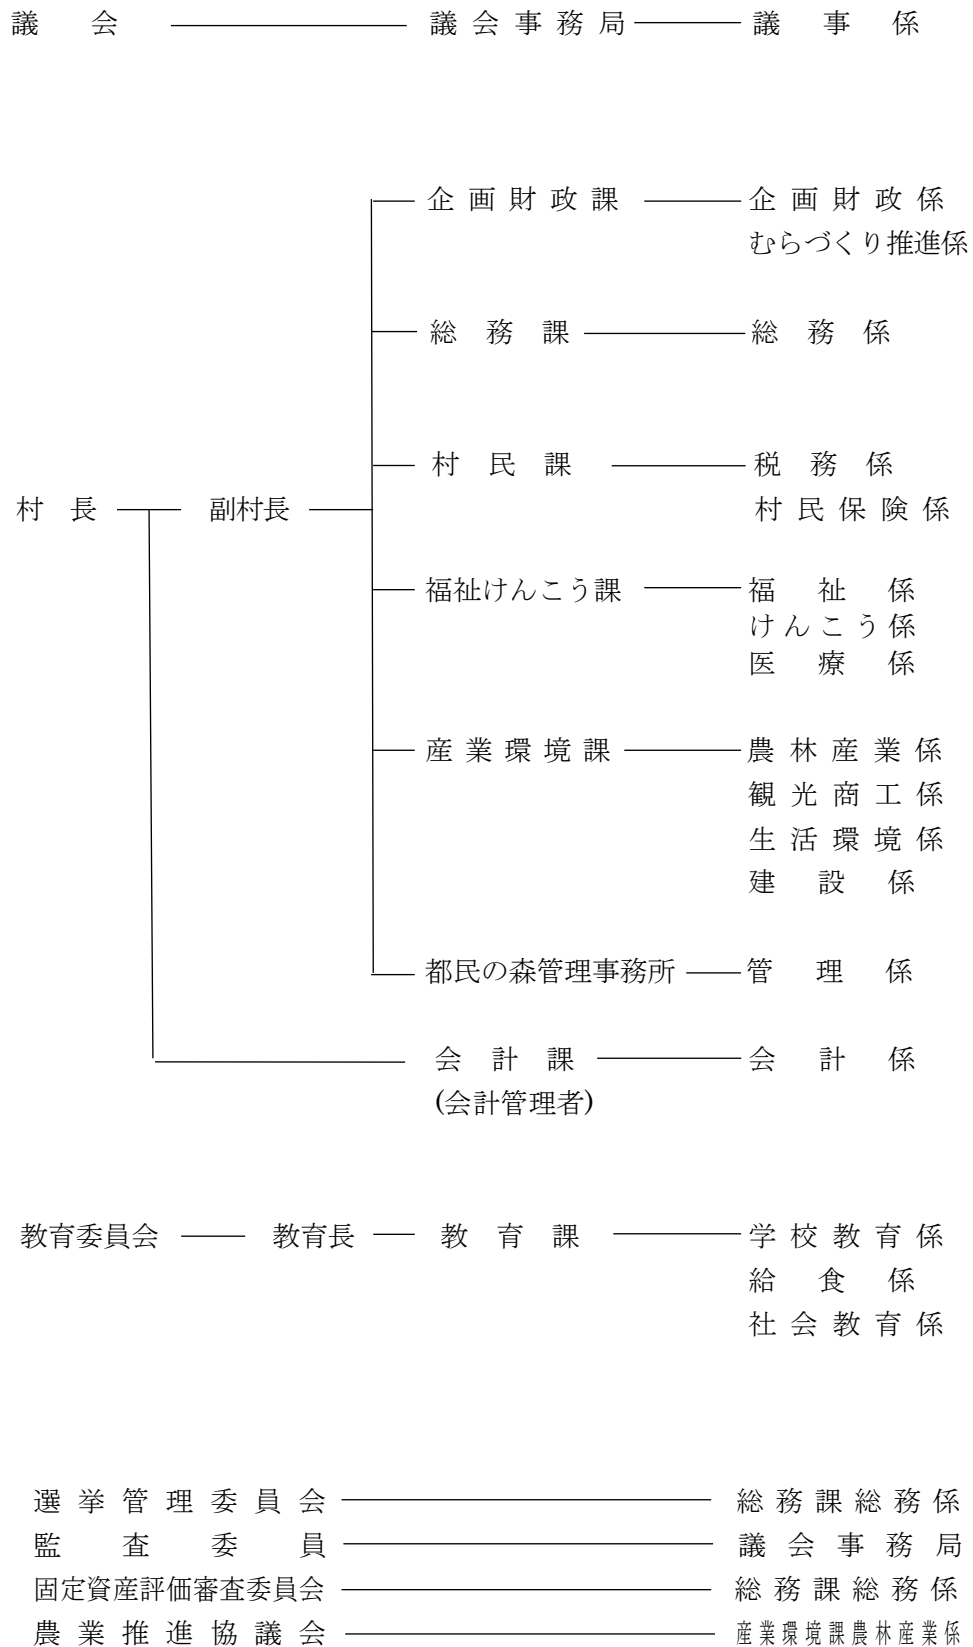 議会 議会事務局 議事係
企画財政課 企画財政係
むらづくり推進係
総務課 総務係
村民課 税務係
村長 副村長 村民保険係
福祉けんこう課 福祉係
けんこう係
医療係
産業環境課 農林産業係
観光商工係
生活環境係
建設係
都民の森管理事務所 管理係
会計課 会計係
(会計管理者)
教育委員会 教育長 教育課 学校教育係
給食係
社会教育係
選挙管理委員会 総務課総務係
監査委員 議会事務局
固定資産評価審査委員会 総務課総務係
農業推進協議会 産業環境課農林産業係